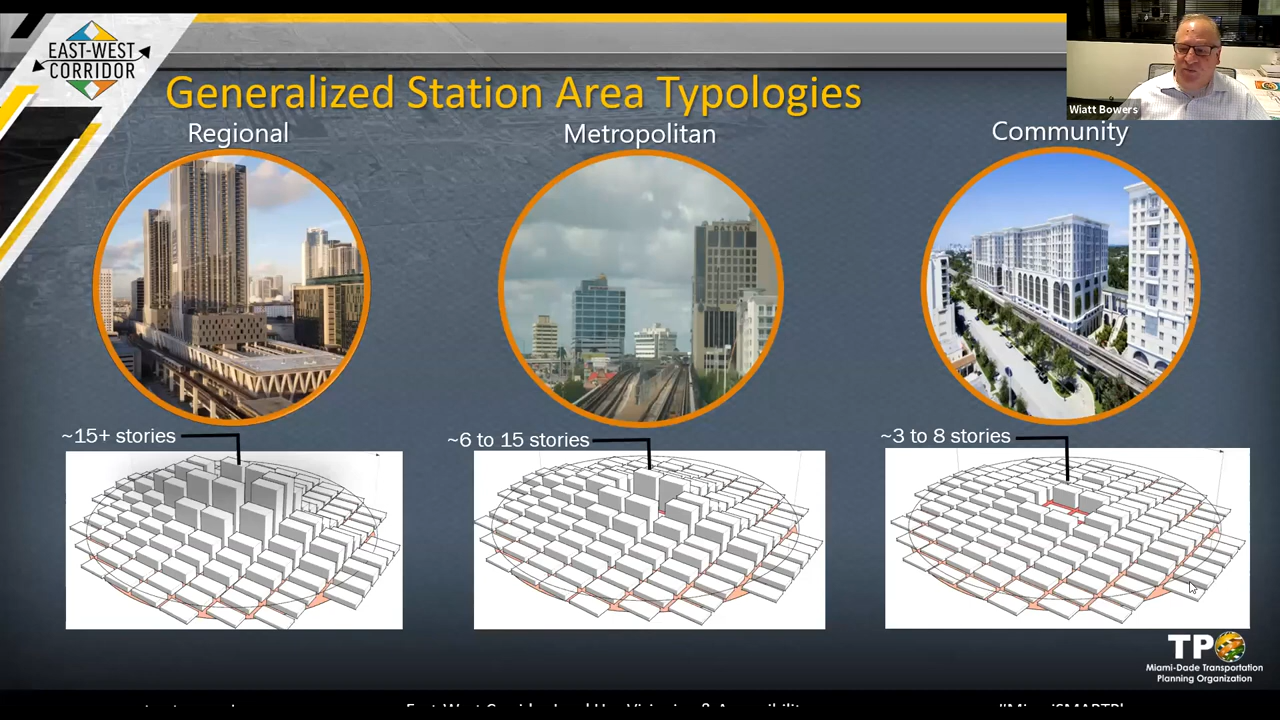 EAST-WEST
CORRIDOR
Generalized Station Area Typologies
Wiatt Bowers
Regional
Metropolitan
Community
~15+ stories
~6 to 15 stories
~3 to 8 stories
TPO
Miami-Dade Transportation
Planning Organization